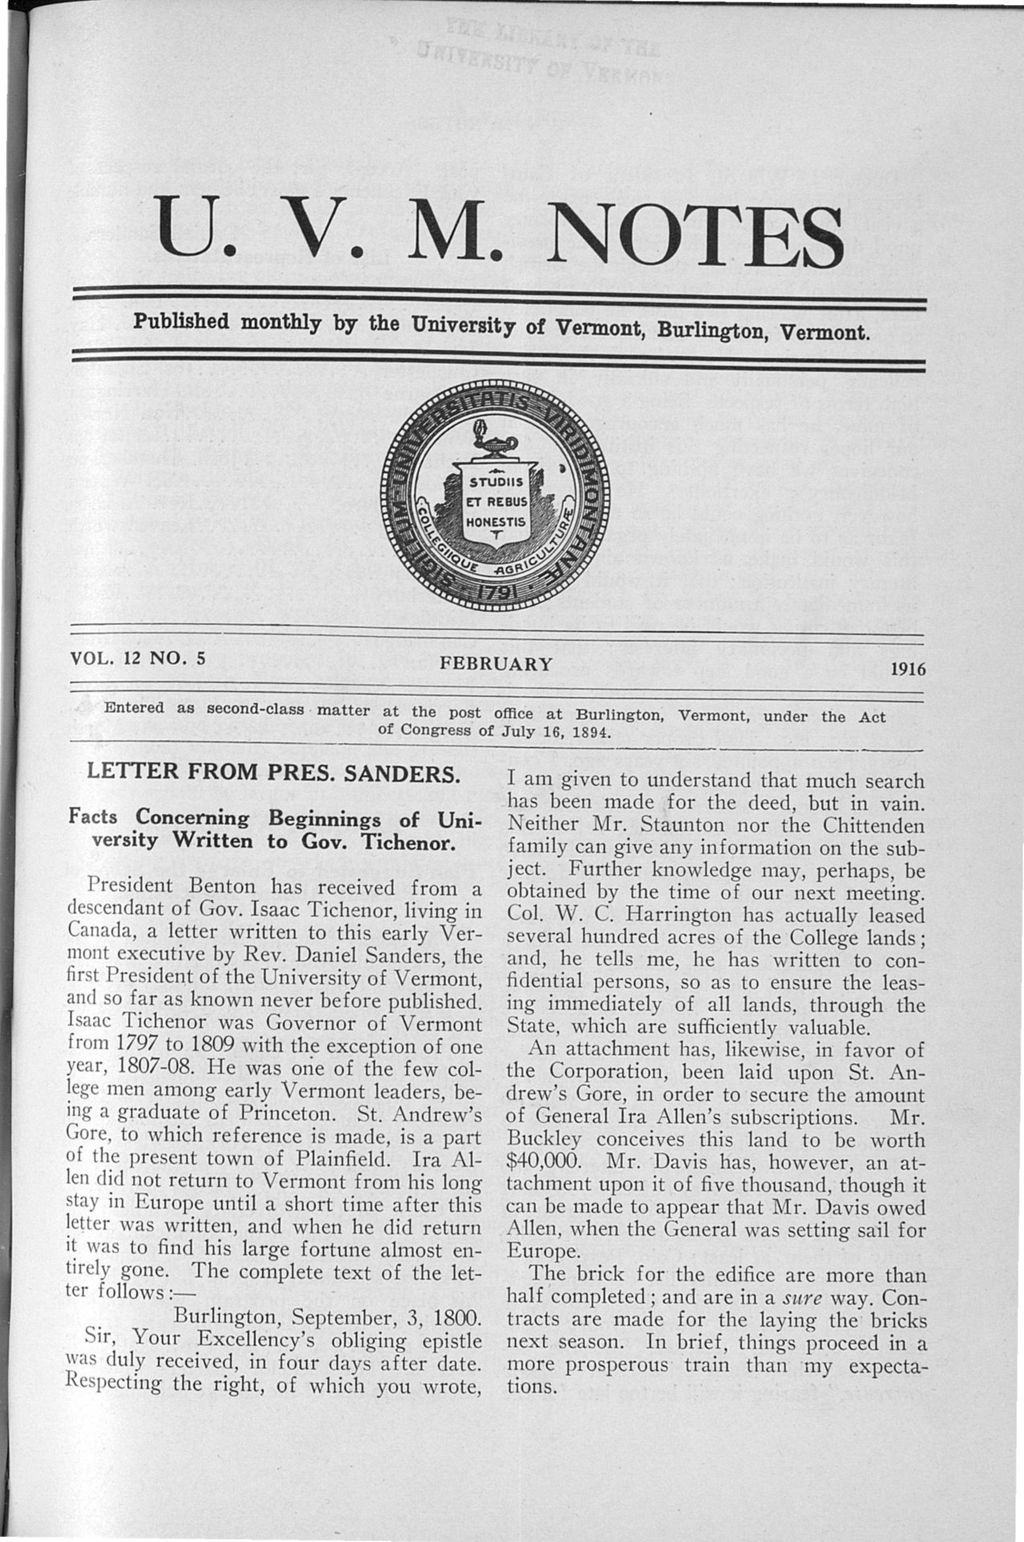 THE LIBRARY OF THE
UNIVERSITY OF VERMONT
U. V. M. NOTES
Published monthly by the University of Vermont, Burlington, Vermont.
SIGILLUM · UNIVERSITATIS VIRIDIMONTANÆ
COLLEGIIQUE AGRICULTURÆ
STUDIIS
ET REBUS
HONESTIS
· 1791 ·
VOL. 12 NO. 5 FEBRUARY 1916
Entered as second-class matter at the post office at Burlington, Vermont, under the Act
of Congress of July 16, 1894.
LETTER FROM PRES. SANDERS.
Facts Concerning Beginnings of Uni-
versity Written to Gov. Tichenor.
President Benton has received from a
descendant of Gov. Isaac Tichenor, living in
Canada, a letter written to this early Ver-
mont executive by Rev. Daniel Sanders, the
first President of the University of Vermont,
and so far as known never before published.
Isaac Tichenor was Governor of Vermont
from 1797 to 1809 with the exception of one
year, 1807-08. He was one of the few col-
lege men among early Vermont leaders, be-
ing a graduate of Princeton. St. Andrew's
Gore, to which reference is made, is a part
of the present town of Plainfield. Ira Al-
len did not return to Vermont from his long
stay in Europe until a short time after this
letter was written, and when he did return
it was to find his large fortune almost en-
tirely gone. The complete text of the let-
ter follows:—
Burlington, September, 3, 1800.
Sir, Your Excellency's obliging epistle
was duly received, in four days after date.
Respecting the right, of which you wrote,
I am given to understand that much search
has been made for the deed, but in vain.
Neither Mr. Staunton nor the Chittenden
family can give any information on the sub-
ject. Further knowledge may, perhaps, be
obtained by the time of our next meeting.
Col. W. C. Harrington has actually leased
several hundred acres of the College lands;
and, he tells me, he has written to con-
fidential persons, so as to ensure the leas-
ing immediately of all lands, through the
State, which are sufficiently valuable.
An attachment has, likewise, in favor of
the Corporation, been laid upon St. An-
drew's Gore, in order to secure the amount
of General Ira Allen's subscriptions. Mr.
Buckley conceives this land to be worth
$40,000. Mr. Davis has, however, an at-
tachment upon it of five thousand, though it
can be made to appear that Mr. Davis owed
Allen, when the General was setting sail for
Europe.
The brick for the edifice are more than
half completed; and are in a sure way. Con-
tracts are made for the laying the bricks
next season. In brief, things proceed in a
more prosperous train than my expecta-
tions.